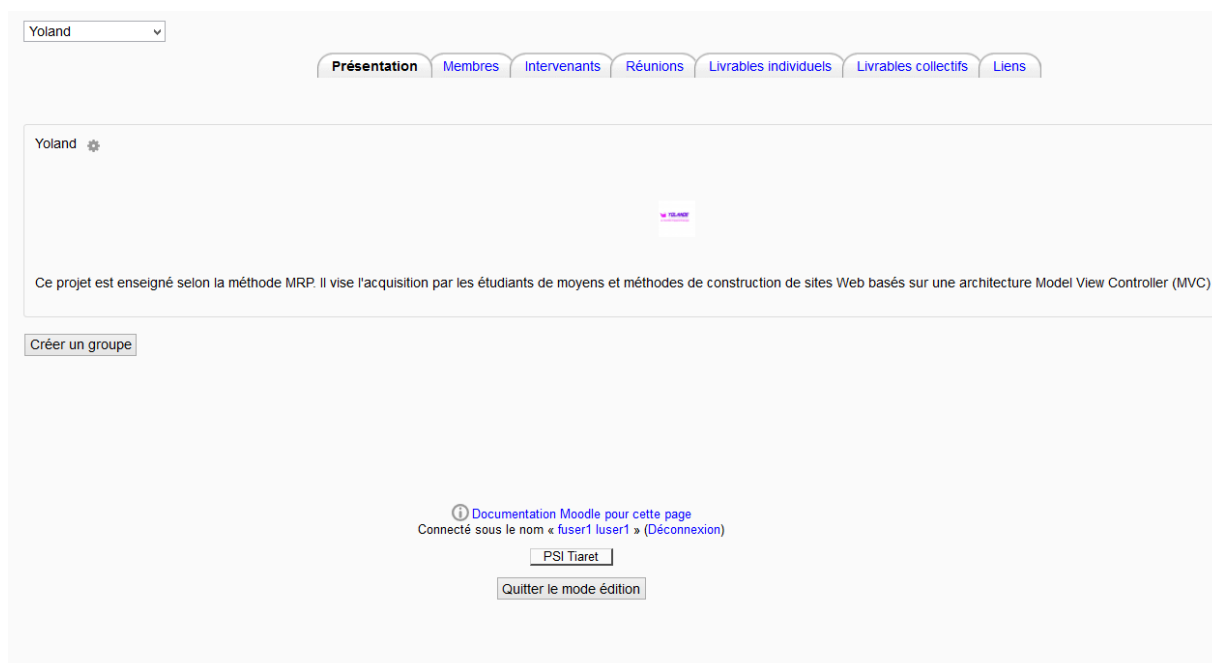 Yoland
Présentation Membres Intervenants Réunions Livrables individuels Livrables collectifs Liens
Yoland
YOLANDE
Ce projet est enseigné selon la méthode MRP. Il vise l'acquisition par les étudiants de moyens et méthodes de construction de sites Web basés sur une architecture Model View Controller (MVC)
Créer un groupe
Documentation Moodle pour cette page
Connecté sous le nom « fuser1 luser1 » (Déconnexion)
PSI Tiaret
Quitter le mode édition